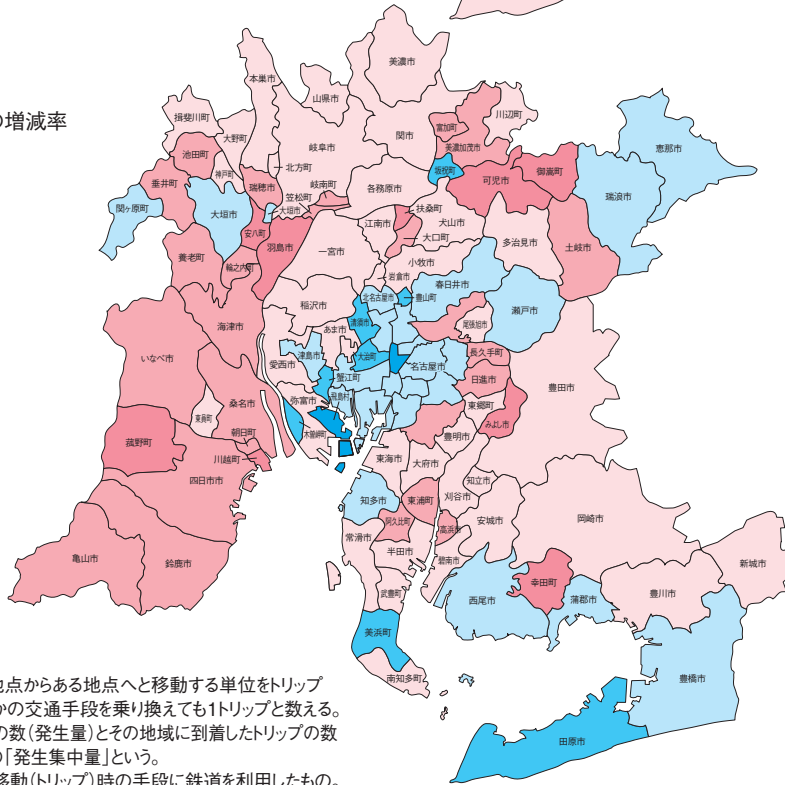 の増減率
美濃市
本巣市
山県市
揖斐川町
大野町
岐阜市
関市
富加町
川辺町
美濃加茂市
池田町
神戸町
北方町
坂祝町
恵那市
垂井町
瑞穂市
岐南町
笠松町
各務原市
可児市
御嵩町
瑞浪市
関ヶ原町
大垣市
大垣市
安八町
羽島市
扶桑町
江南市
犬山市
大口町
多治見市
土岐市
養老町
輪之内町
一宮市
小牧市
岩倉市
春日井市
海津市
稲沢市
北名古屋市
豊山町
瀬戸市
清須市
尾張旭市
あま市
いなべ市
愛西市
津島市
大治町
名古屋市
長久手町
蟹江町
日進市
豊田市
桑名市
東員町
弥富市
飛島村
東郷町
みよし市
朝日町
木曽岬町
豊明市
菰野町
川越町
東海市
大府市
四日市市
知立市
知多市
東浦町
刈谷市
岡崎市
阿久比町
高浜市
安城市
常滑市
半田市
碧南市
亀山市
鈴鹿市
新城市
武豊町
西尾市
幸田町
蒲郡市
豊川市
美浜町
南知多町
豊橋市
田原市
地点からある地点へと移動する単位をトリップ
かの交通手段を乗り換えても1トリップと数える。
の数(発生量)とその地域に到着したトリップの数
の「発生集中量」という。
移動(トリップ)時の手段に鉄道を利用したもの。